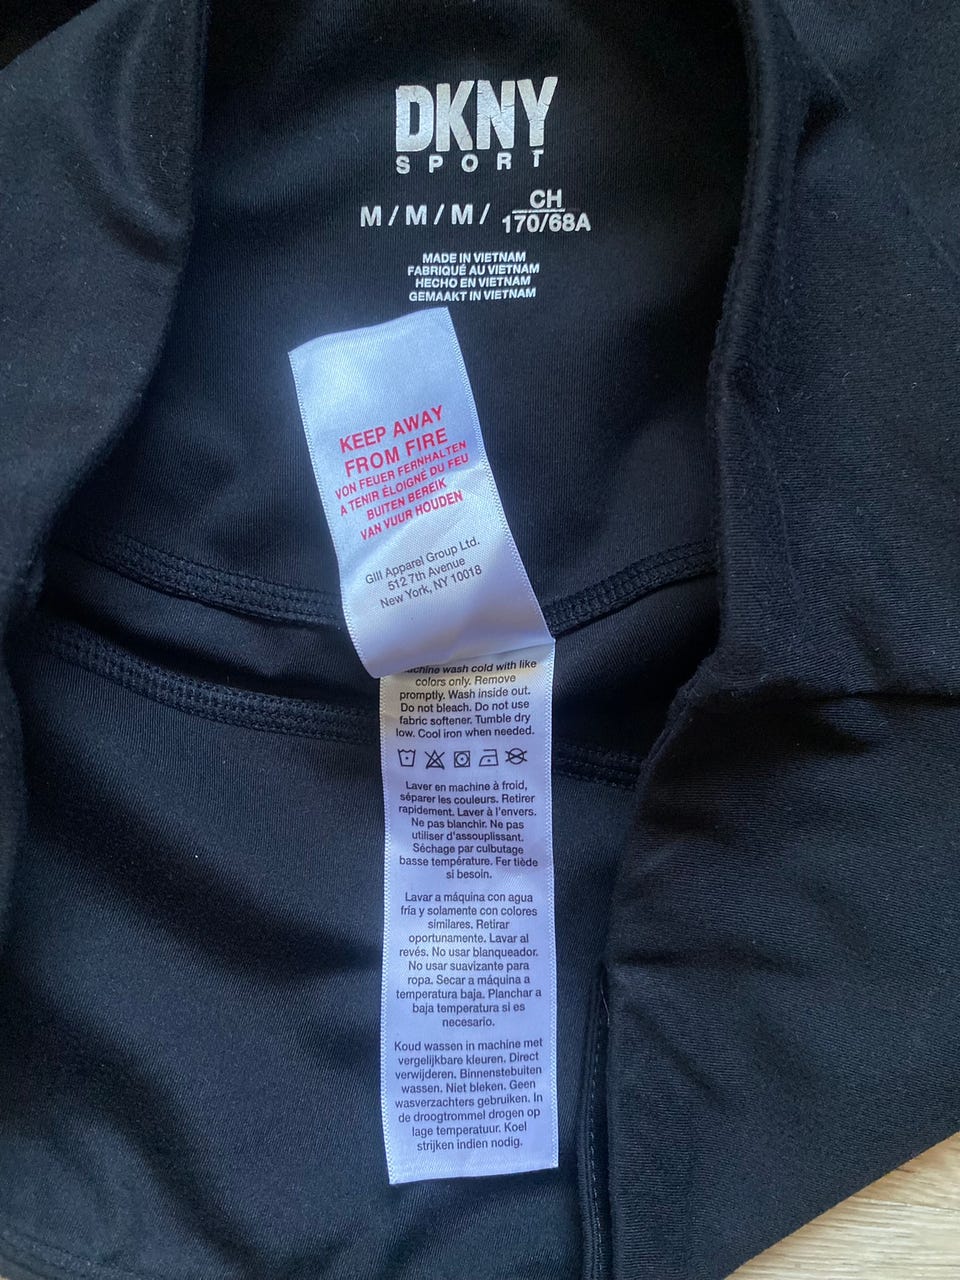 DKNY
SPORT
M/M/M/ CH 170/68A
MADE IN VIETNAM
FABRIQUÉ AU VIETNAM
HECHO EN VIETNAM
GEMAAKT IN VIETNAM
KEEP AWAY
FROM FIRE
VON FEUER FERNHALTEN
A TENIR ÉLOIGNÉ DU FEU
BUITEN BEREIK
VAN VUUR HOUDEN
GIII Apparel Group Ltd.
512 7th Avenue
New York, NY 10018
wash cold with like
colors only. Remove
promptly. Wash inside out.
Do not bleach. Do not use
fabric softener. Tumble dry
low. Cool iron when needed.
Laver en machine à froid,
séparer les couleurs. Retirer
rapidement. Laver à l'envers.
Ne pas blanchir. Ne pas
utiliser d'assouplissant.
Séchage par culbutage
basse température. Fer tiède
si besoin.
Lavar a máquina con agua
fría y solamente con colores
similares. Retirar
oportunamente. Lavar al
revés. No usar blanqueador.
No usar suavizante para
ropa. Secar a máquina a
temperatura baja. Planchar a
baja temperatura si es
necesario.
Koud wassen in machine met
vergelijkbare kleuren. Direct
verwijderen. Binnenstebuiten
wassen. Niet bleken. Geen
wasverzachters gebruiken. In
de droogtrommel drogen op
lage temperatuur. Koel
strijken indien nodig.